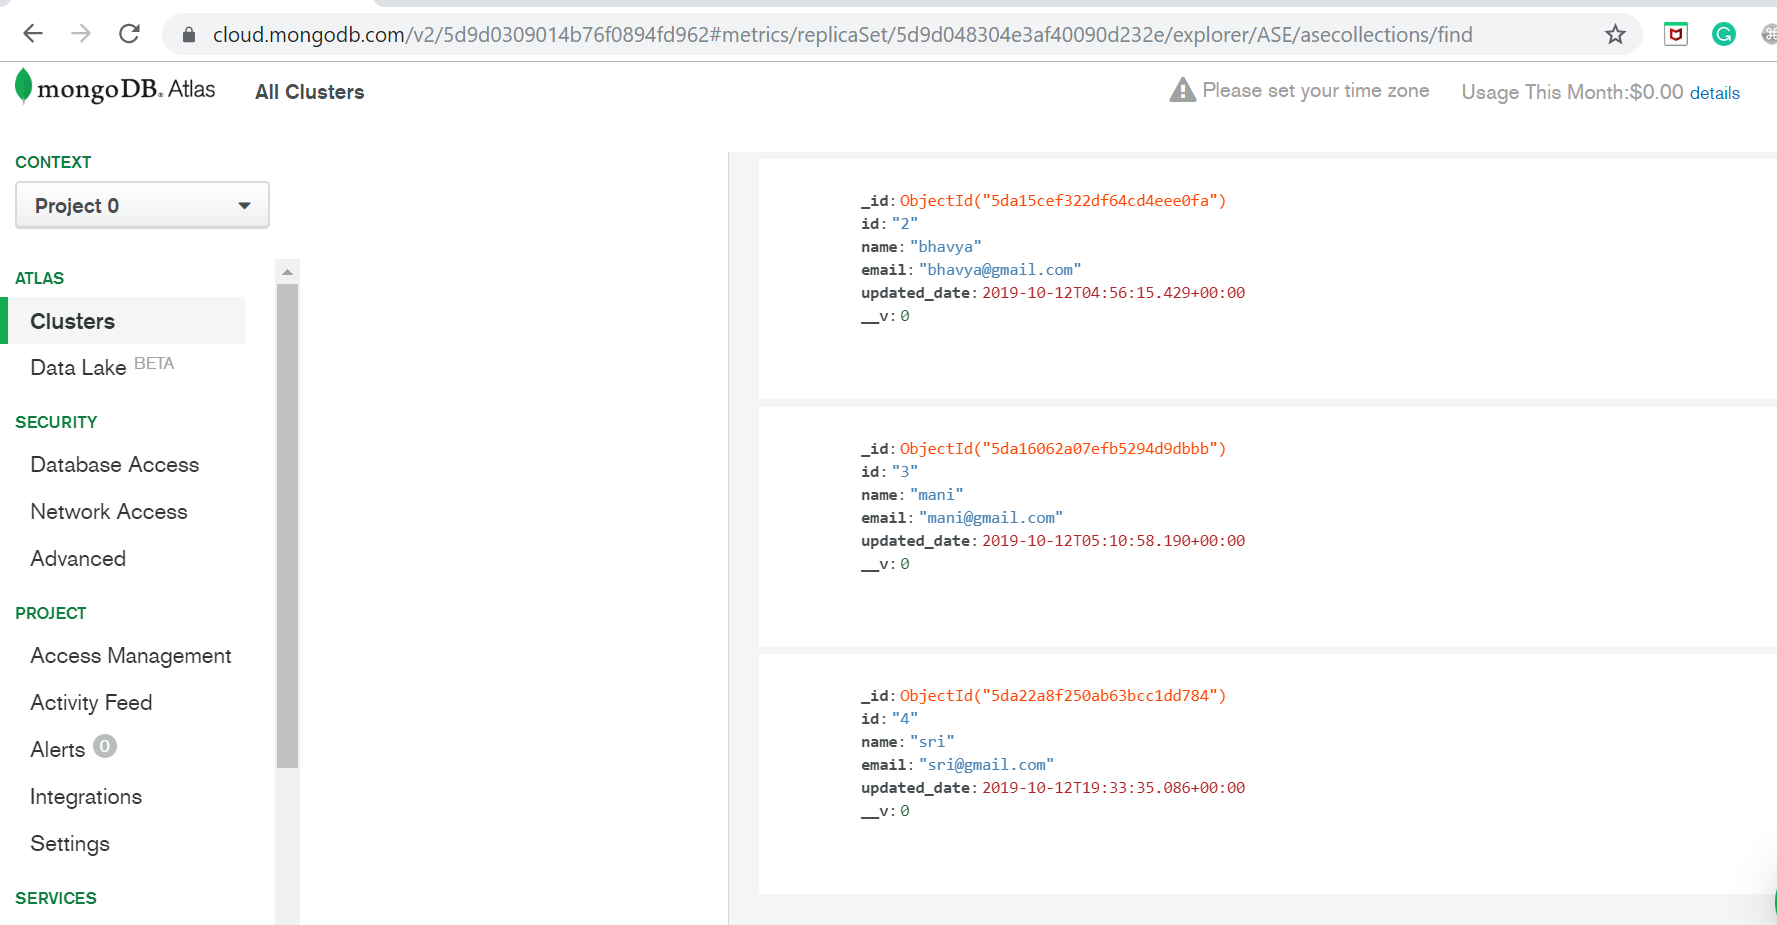 cloud.mongodb.com/v2/5d9d0309014b76f0894fd962#metrics/replicaSet/5d9d048304e3af40090d232e/explorer/ASE/asecollections/find
mongoDB. Atlas
All Clusters
Please set your time zone
Usage This Month:$0.00 details
CONTEXT
Project 0
ATLAS
Clusters
Data Lake BETA
SECURITY
Database Access
Network Access
Advanced
PROJECT
Access Management
Activity Feed
Alerts 0
Integrations
Settings
SERVICES
_id: ObjectId("5da15cef322df64cd4eee0fa")
id: "2"
name: "bhavya"
email: "bhavya@gmail.com"
updated_date: 2019-10-12T04:56:15.429+00:00
__v: 0
_id: ObjectId("5da16062a07efb5294d9dbbb")
id: "3"
name: "mani"
email: "mani@gmail.com"
updated_date: 2019-10-12T05:10:58.190+00:00
__v: 0
_id: ObjectId("5da22a8f250ab63bcc1dd784")
id: "4"
name: "sri"
email: "sri@gmail.com"
updated_date: 2019-10-12T19:33:35.086+00:00
__v: 0